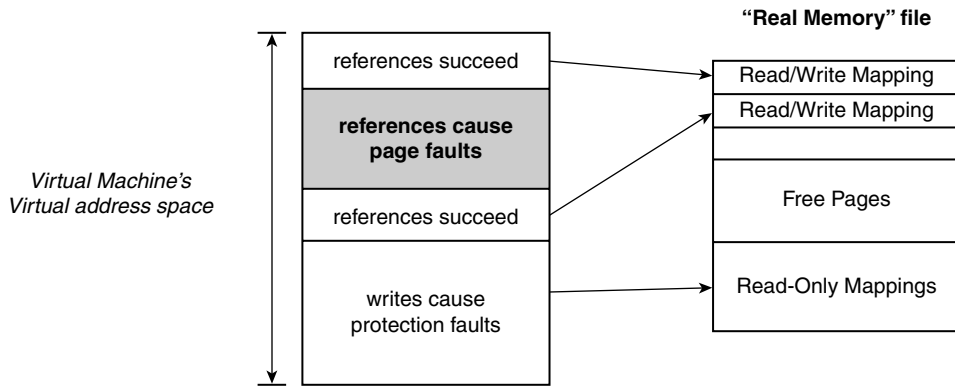 “Real Memory” file
references succeed
Read/Write Mapping
Read/Write Mapping
references cause
page faults
Virtual Machine's
Virtual address space
references succeed
Free Pages
writes cause
protection faults
Read-Only Mappings